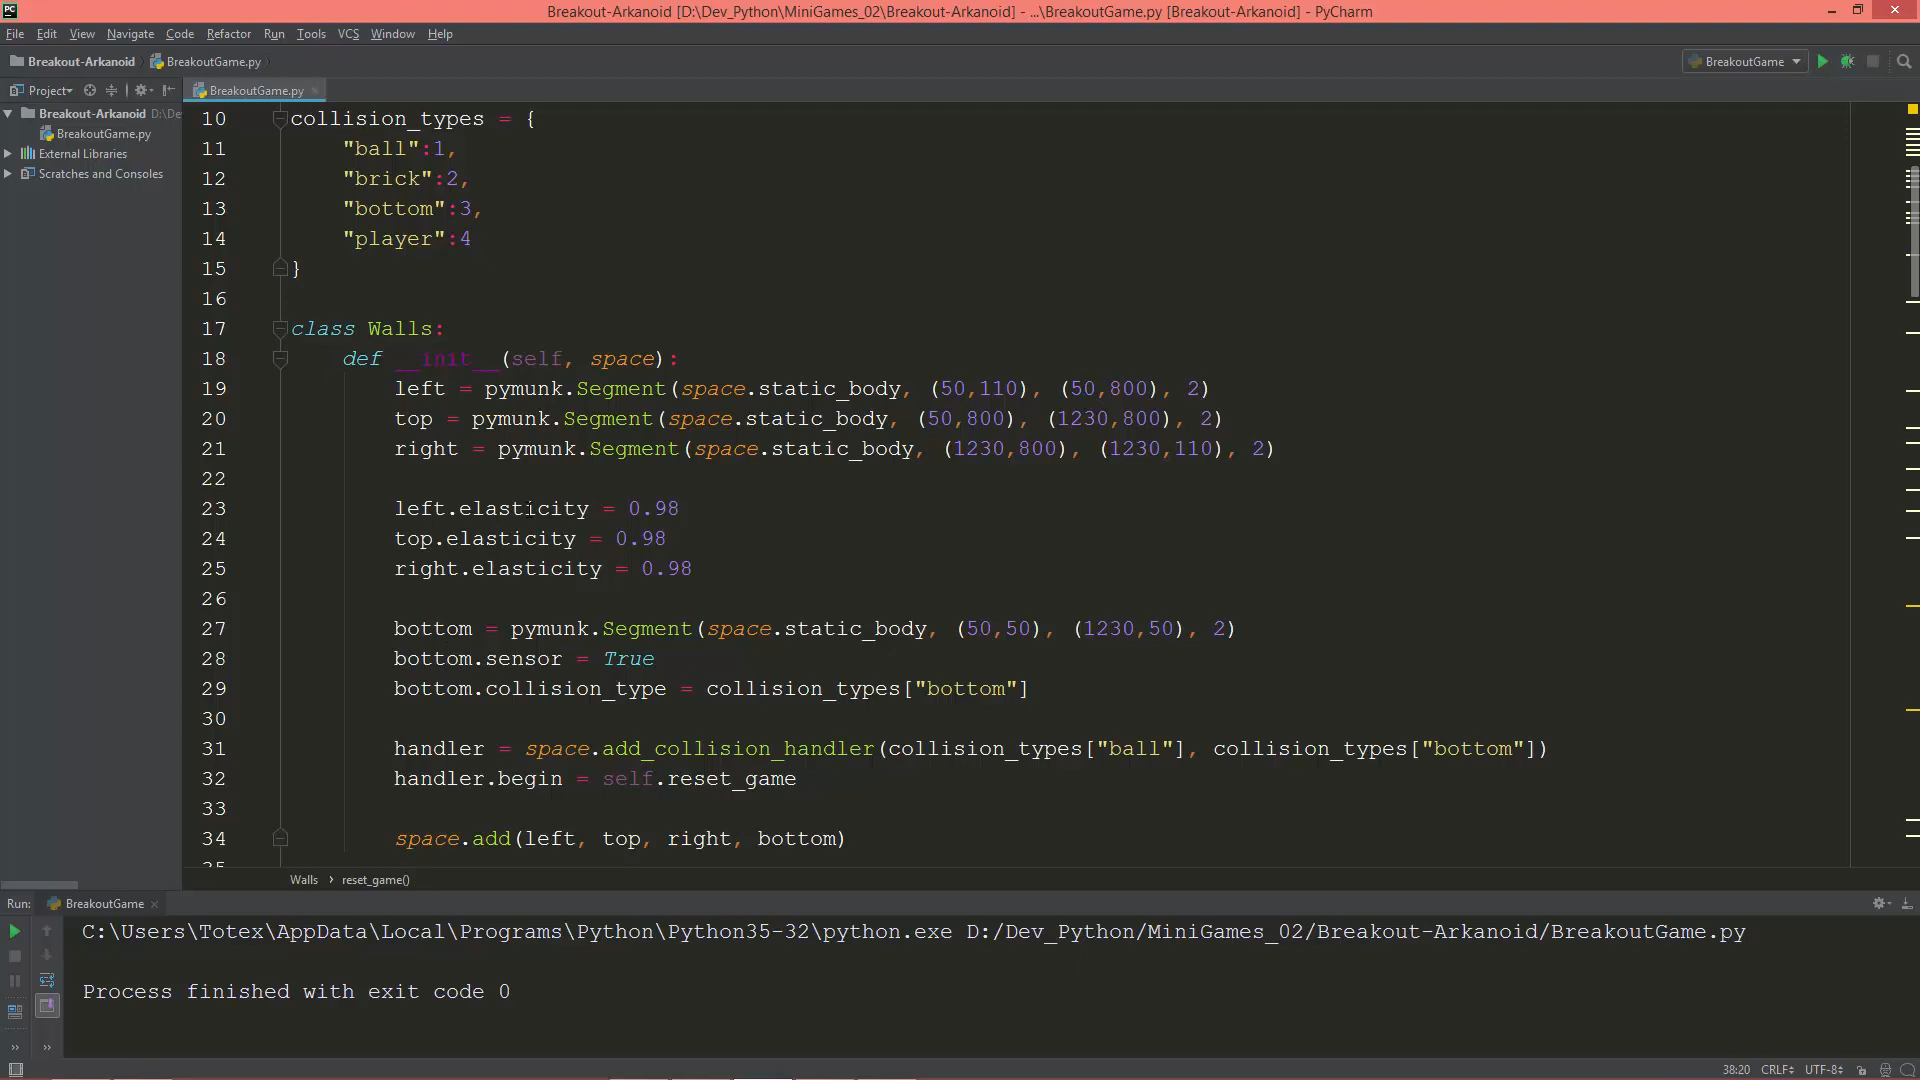 Breakout-Arkanoid [D:\Dev_Python\MiniGames_02\Breakout-Arkanoid] - ...\BreakoutGame.py [Breakout-Arkanoid] - PyCharm
File Edit View Navigate Code Refactor Run Tools VCS Window Help
Breakout-Arkanoid BreakoutGame.py BreakoutGame
Project BreakoutGame.py
Breakout-Arkanoid D:\De
BreakoutGame.py
External Libraries
Scratches and Consoles
10 collision_types = {
11 "ball":1,
12 "brick":2,
13 "bottom":3,
14 "player":4
15 }
16
17 class Walls:
18 def __init__(self, space):
19 left = pymunk.Segment(space.static_body, (50,110), (50,800), 2)
20 top = pymunk.Segment(space.static_body, (50,800), (1230,800), 2)
21 right = pymunk.Segment(space.static_body, (1230,800), (1230,110), 2)
22
23 left.elasticity = 0.98
24 top.elasticity = 0.98
25 right.elasticity = 0.98
26
27 bottom = pymunk.Segment(space.static_body, (50,50), (1230,50), 2)
28 bottom.sensor = True
29 bottom.collision_type = collision_types["bottom"]
30
31 handler = space.add_collision_handler(collision_types["ball"], collision_types["bottom"])
32 handler.begin = self.reset_game
33
34 space.add(left, top, right, bottom)
35
Walls › reset_game()
Run: BreakoutGame
C:\Users\Totex\AppData\Local\Programs\Python\Python35-32\python.exe D:/Dev_Python/MiniGames_02/Breakout-Arkanoid/BreakoutGame.py
Process finished with exit code 0
38:20 CRLF UTF-8